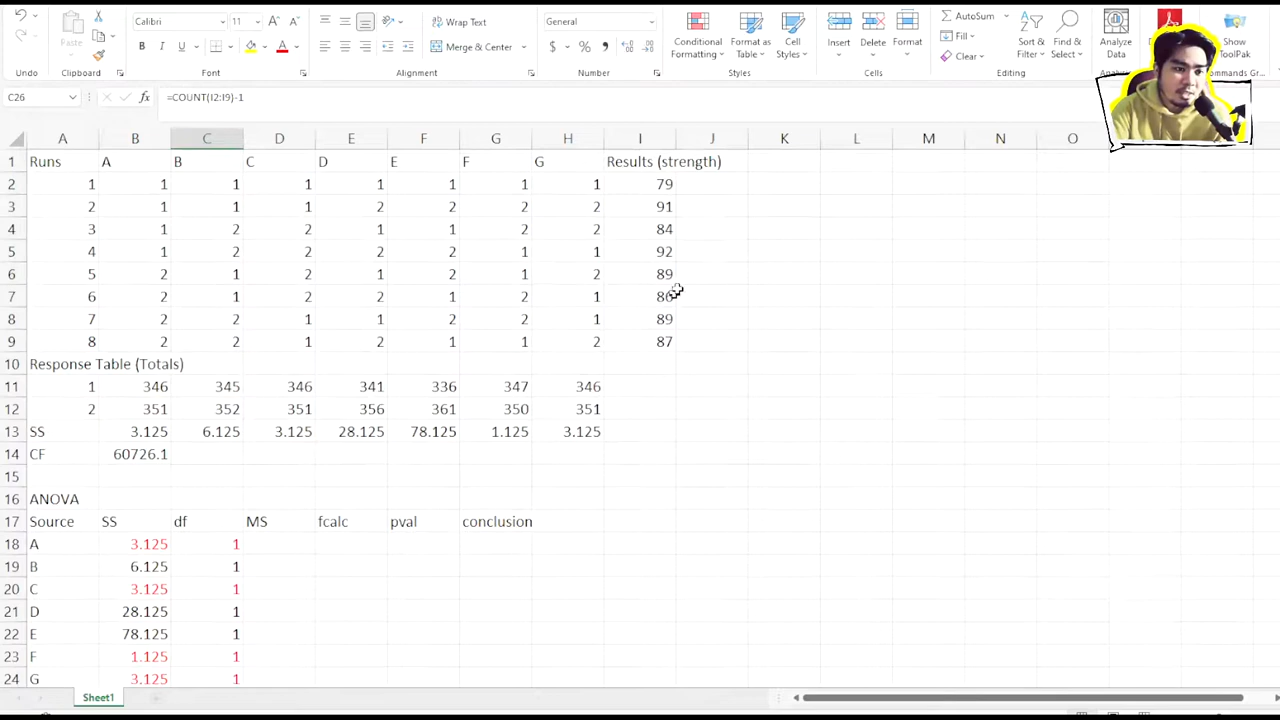 Calibri 11 A^ Aˇ Wrap Text General AutoSum
Paste B I U A Merge & Center $ % , Conditional Formatting Format as Table Cell Styles Insert Delete Format Fill Clear Sort & Filter Find & Select Analyze Data Show ToolPak
Undo Clipboard Font Alignment Number Styles Cells Editing
C26 fx =COUNT(I2:I9)-1
A B C D E F G H I J K L M N O
1 Runs A B C D E F G Results (strength)
2 1 1 1 1 1 1 1 1 79
3 2 1 1 1 2 2 2 2 91
4 3 1 2 2 1 1 2 2 84
5 4 1 2 2 2 2 1 1 92
6 5 2 1 2 1 2 1 2 89
7 6 2 1 2 2 1 2 1 86
8 7 2 2 1 1 2 2 1 89
9 8 2 2 1 2 1 1 2 87
10 Response Table (Totals)
11 1 346 345 346 341 336 347 346
12 2 351 352 351 356 361 350 351
13 SS 3.125 6.125 3.125 28.125 78.125 1.125 3.125
14 CF 60726.1
15
16 ANOVA
17 Source SS df MS fcalc pval conclusion
18 A 3.125 1
19 B 6.125 1
20 C 3.125 1
21 D 28.125 1
22 E 78.125 1
23 F 1.125 1
24 G 3.125 1
Sheet1